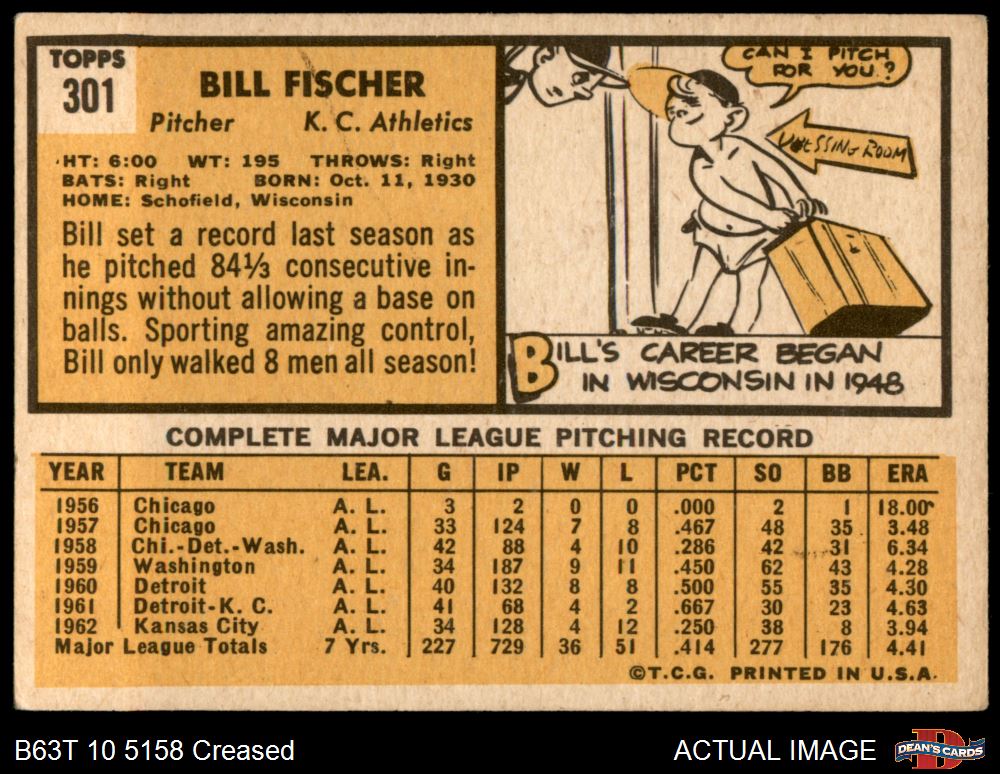 TOPPS
301
BILL FISCHER
Pitcher K. C. Athletics
HT: 6:00 WT: 195 THROWS: Right
BATS: Right BORN: Oct. 11, 1930
HOME: Schofield, Wisconsin
Bill set a record last season as
he pitched 84⅓ consecutive in-
nings without allowing a base on
balls. Sporting amazing control,
Bill only walked 8 men all season!
CAN I PITCH
FOR YOU?
DRESSING ROOM
BILL'S CAREER BEGAN
IN WISCONSIN IN 1948
COMPLETE MAJOR LEAGUE PITCHING RECORD
YEAR TEAM LEA. G IP W L PCT SO BB ERA
1956 Chicago A. L. 3 2 0 0 .000 2 1 18.00
1957 Chicago A. L. 33 124 7 8 .467 48 35 3.48
1958 Chi.-Det.-Wash. A. L. 42 88 4 10 .286 42 31 6.34
1959 Washington A. L. 34 187 9 11 .450 62 43 4.28
1960 Detroit A. L. 40 132 8 8 .500 55 35 4.30
1961 Detroit-K. C. A. L. 41 68 4 2 .667 30 23 4.63
1962 Kansas City A. L. 34 128 4 12 .250 38 8 3.94
Major League Totals 7 Yrs. 227 729 36 51 .414 277 176 4.41
©T.C.G. PRINTED IN U.S.A.
B63T 10 5158 Creased
ACTUAL IMAGE
D
DEAN'S CARDS